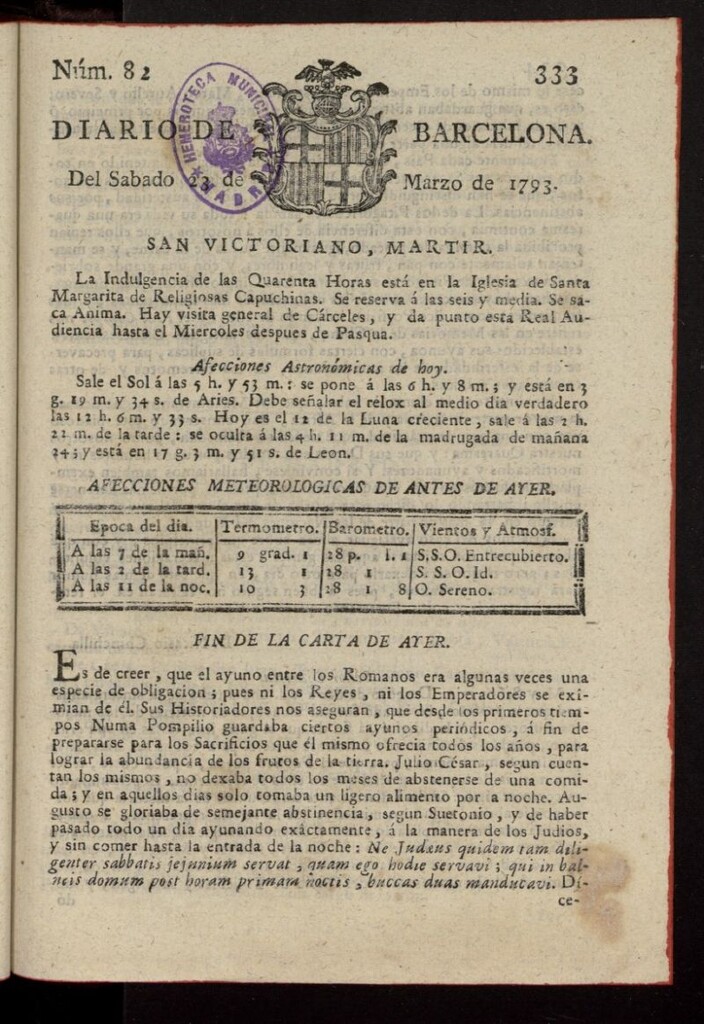 Núm. 82
333
HEMEROTECA MUNICIPAL
MADRID
DIARIO DE BARCELONA.
Del Sabado 23 de Marzo de 1793.
SAN VICTORIANO, MARTIR.
La Indulgencia de las Quarenta Horas está en la Iglesia de Santa
Margarita de Religiosas Capuchinas. Se reserva á las seis y media. Se sa-
ca Anima. Hay visita general de Cárceles, y da punto esta Real Au-
diencia hasta el Miercoles despues de Pasqua.
Afecciones Astronómicas de hoy.
Sale el Sol á las 5 h. y 53 m.: se pone á las 6 h. y 8 m.; y está en 3
g. 19 m. y 34 s. de Aries. Debe señalar el relox al medio dia verdadero
las 12 h. 6 m. y 33 s. Hoy es el 12 de la Luna creciente, sale á las 2 h.
22 m. de la tarde: se oculta á las 4 h. 11 m. de la madrugada de mañana
24; y está en 17 g. 3 m. y 51 s. de Leon.
AFECCIONES METEOROLOGICAS DE ANTES DE AYER.
Epoca del dia. Termometro. Barometro. Vientos y Atmosf.
A las 7 de la mañ. 9 grad. 1 28 p. 1. 1 S.S.O. Entrecubierto.
A las 2 de la tard. 13 1 28 1 S. S. O. Id.
A las 11 de la noc. 10 3 28 1 8 O. Sereno.
FIN DE LA CARTA DE AYER.
Es de creer, que el ayuno entre los Romanos era algunas veces una
especie de obligacion; pues ni los Reyes, ni los Emperadores se exî-
mian de él. Sus Historiadores nos aseguran, que desde los primeros tiem-
pos Numa Pompilio guardaba ciertos ayunos periódicos, á fin de
prepararse para los Sacrificios que él mismo ofrecia todos los años, para
lograr la abundancia de los frutos de la tierra. Julio César, segun cuen-
tan los mismos, no dexaba todos los meses de abstenerse de una comi-
da; y en aquellos dias solo tomaba un ligero alimento por a noche. Au-
gusto se gloriaba de semejante abstinencia, segun Suetonio, y de haber
pasado todo un dia ayunando exâctamente, á la manera de los Judios,
y sin comer hasta la entrada de la noche: Ne Judæus quidem tam dili-
genter sabbatis jejunium servat, quam ego hodie servavi; qui in bal-
neis domum post horam primam noctis, buccas duas manducavi. Di-
ce-